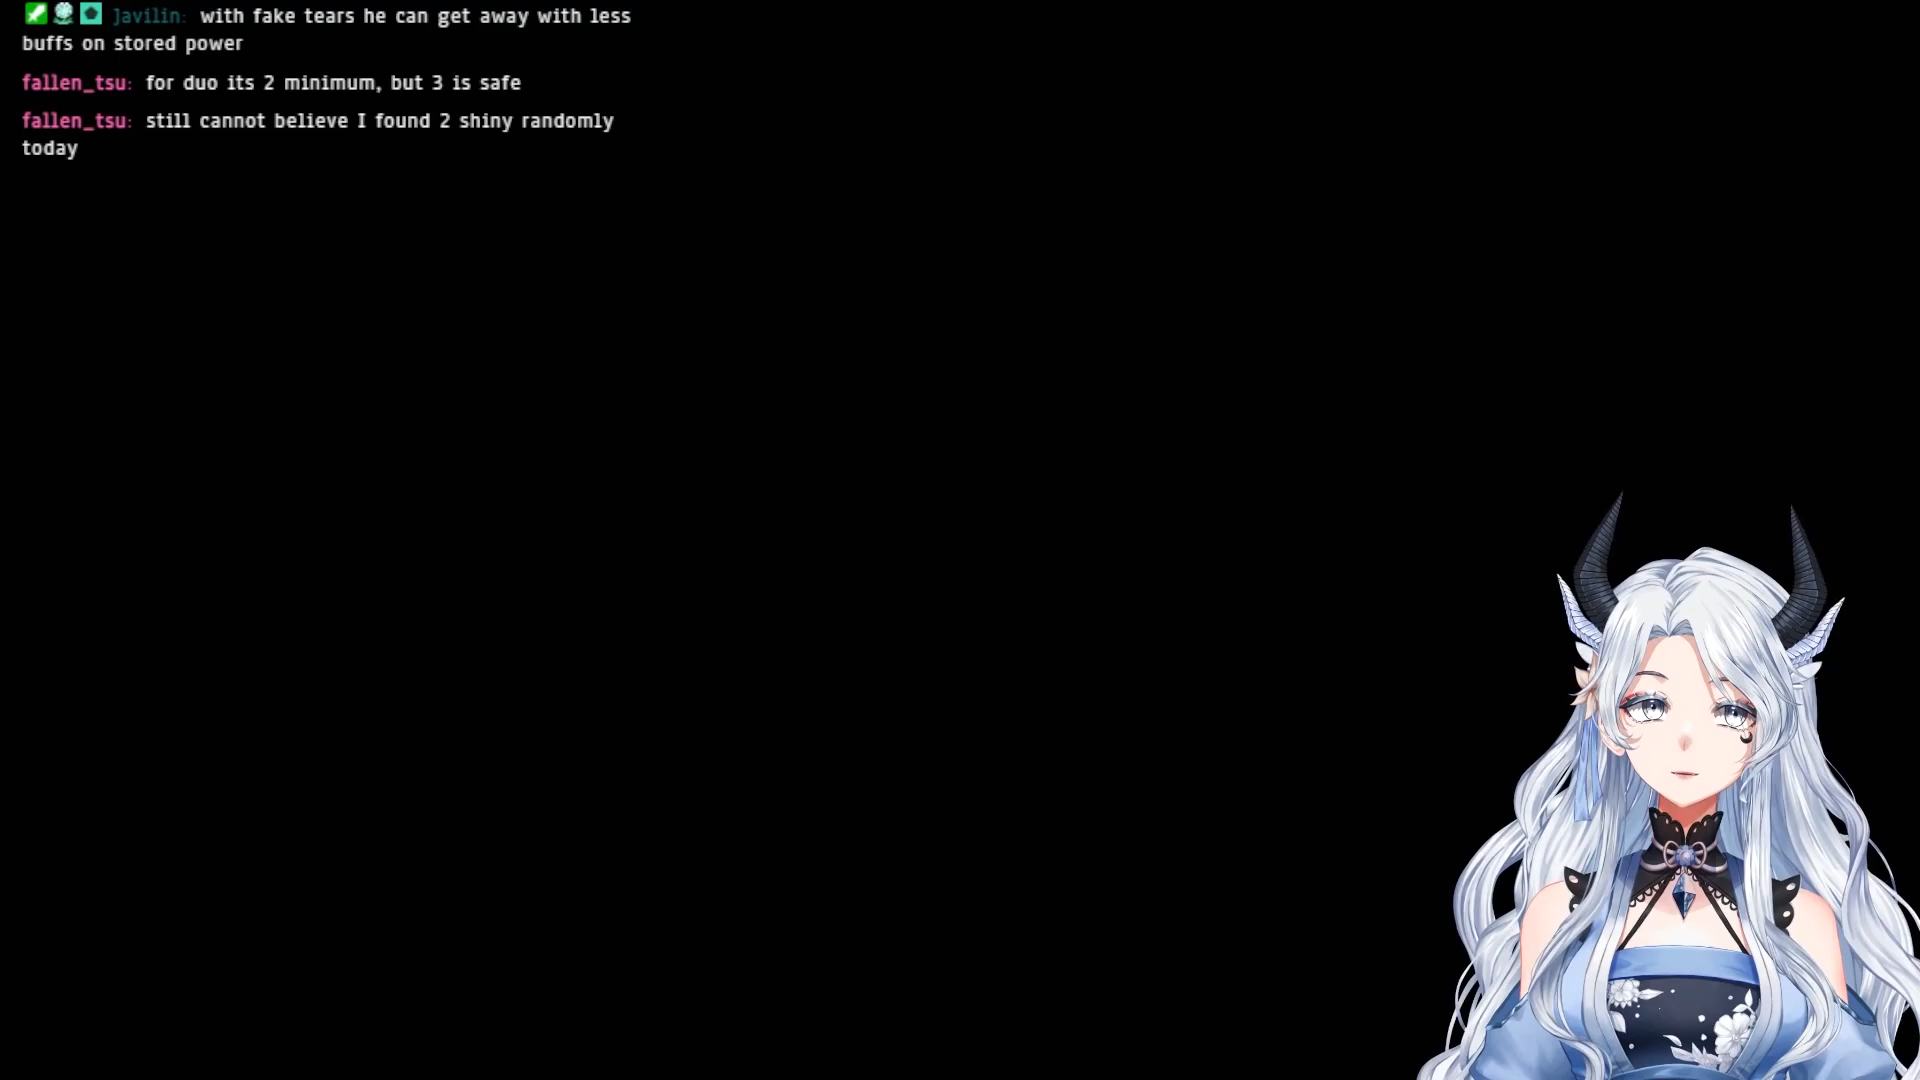 Javilin: with fake tears he can get away with less
buffs on stored power
fallen_tsu: for duo its 2 minimum, but 3 is safe
fallen_tsu: still cannot believe I found 2 shiny randomly
today